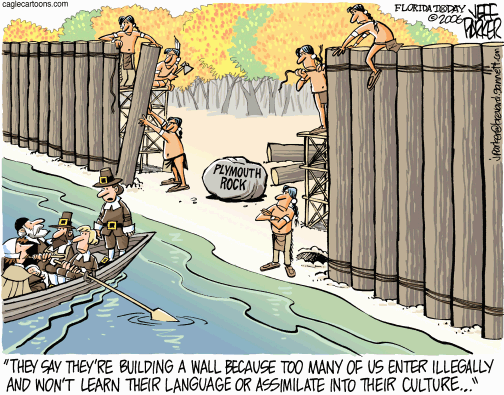 caglecartoons.com
FLORIDA TODAY
©2006
JEFF PARKER
PLYMOUTH
ROCK
"THEY SAY THEY'RE BUILDING A WALL BECAUSE TOO MANY OF US ENTER ILLEGALLY
AND WON'T LEARN THEIR LANGUAGE OR ASSIMILATE INTO THEIR CULTURE..."